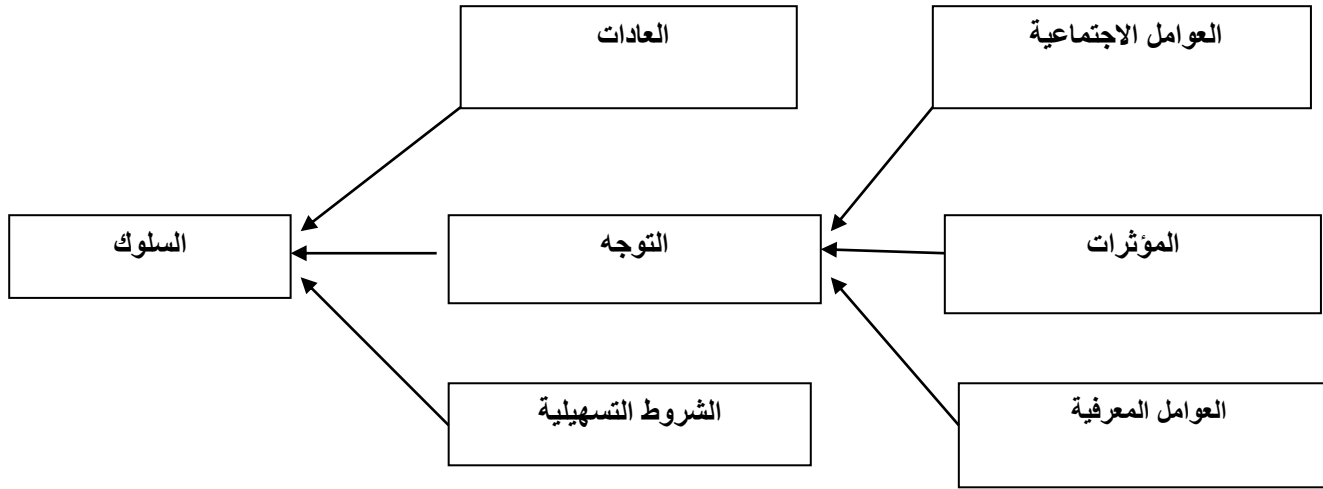 العوامل الاجتماعية
العادات
المؤثرات
التوجه
السلوك
العوامل المعرفية
الشروط التسهيلية